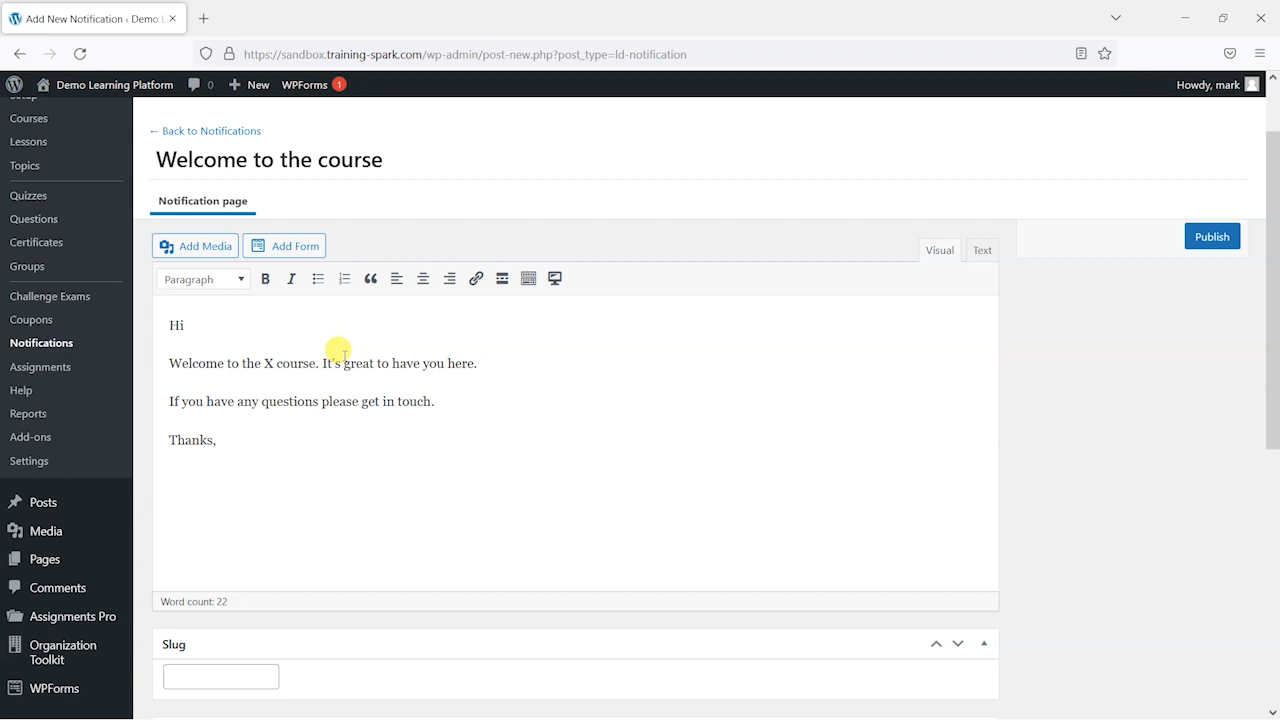 Add New Notification ‹ Demo L
https://sandbox.training-spark.com/wp-admin/post-new.php?post_type=ld-notification
Demo Learning Platform 0 New WPForms 1 Howdy, mark
Courses
Lessons
Topics
Quizzes
Questions
Certificates
Groups
Challenge Exams
Coupons
Notifications
Assignments
Help
Reports
Add-ons
Settings
Posts
Media
Pages
Comments
Assignments Pro
Organization
Toolkit
WPForms
← Back to Notifications
Welcome to the course
Notification page
Publish
Add Media Add Form
Visual Text
Paragraph B I
Hi
Welcome to the X course. It's great to have you here.
If you have any questions please get in touch.
Thanks,
Word count: 22
Slug